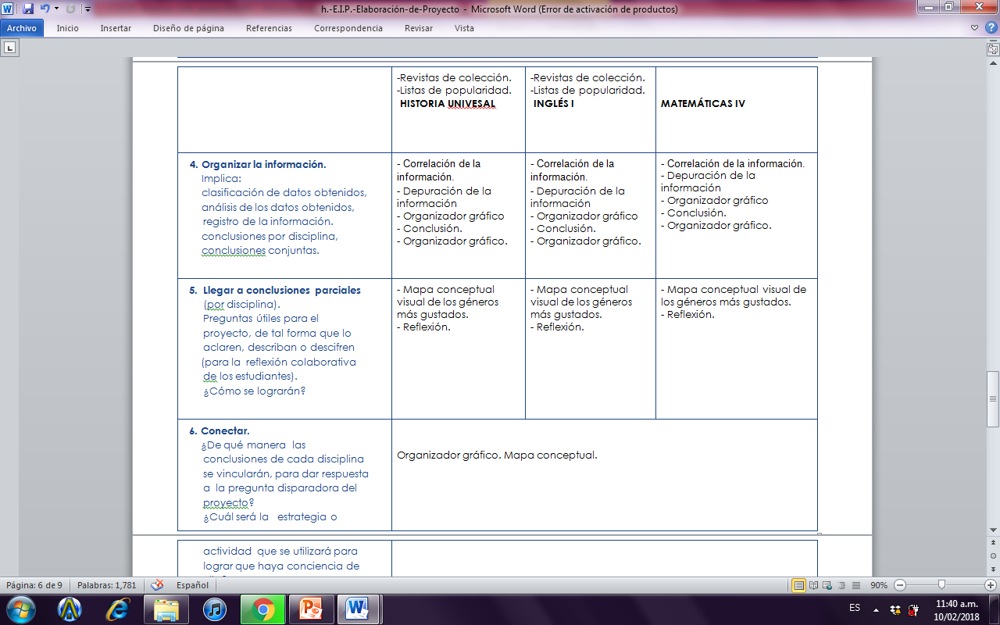 h.-E.I.P.-Elaboración-de-Proyecto - Microsoft Word (Error de activación de productos)
Archivo Inicio Insertar Diseño de página Referencias Correspondencia Revisar Vista
-Revistas de colección.
-Listas de popularidad.
HISTORIA UNIVESAL
-Revistas de colección.
-Listas de popularidad.
INGLÉS I
MATEMÁTICAS IV
4. Organizar la información.
Implica:
clasificación de datos obtenidos,
análisis de los datos obtenidos,
registro de la información.
conclusiones por disciplina,
conclusiones conjuntas.
- Correlación de la
información.
- Depuración de la
información
- Organizador gráfico
- Conclusión.
- Organizador gráfico.
- Correlación de la
información.
- Depuración de la
información
- Organizador gráfico
- Conclusión.
- Organizador gráfico.
- Correlación de la información.
- Depuración de la
información
- Organizador gráfico
- Conclusión.
- Organizador gráfico.
5. Llegar a conclusiones parciales
(por disciplina).
Preguntas útiles para el
proyecto, de tal forma que lo
aclaren, describan o descifren
(para la reflexión colaborativa
de los estudiantes).
¿Cómo se lograrán?
- Mapa conceptual
visual de los géneros
más gustados.
- Reflexión.
- Mapa conceptual
visual de los géneros
más gustados.
- Reflexión.
- Mapa conceptual visual de
los géneros más gustados.
- Reflexión.
6. Conectar.
¿De qué manera las
conclusiones de cada disciplina
se vincularán, para dar respuesta
a la pregunta disparadora del
proyecto?
¿Cuál será la estrategia o
Organizador gráfico. Mapa conceptual.
actividad que se utilizará para
lograr que haya conciencia de
Página: 6 de 9 Palabras: 1,781 Español 90%
ES 11:40 a.m.
10/02/2018